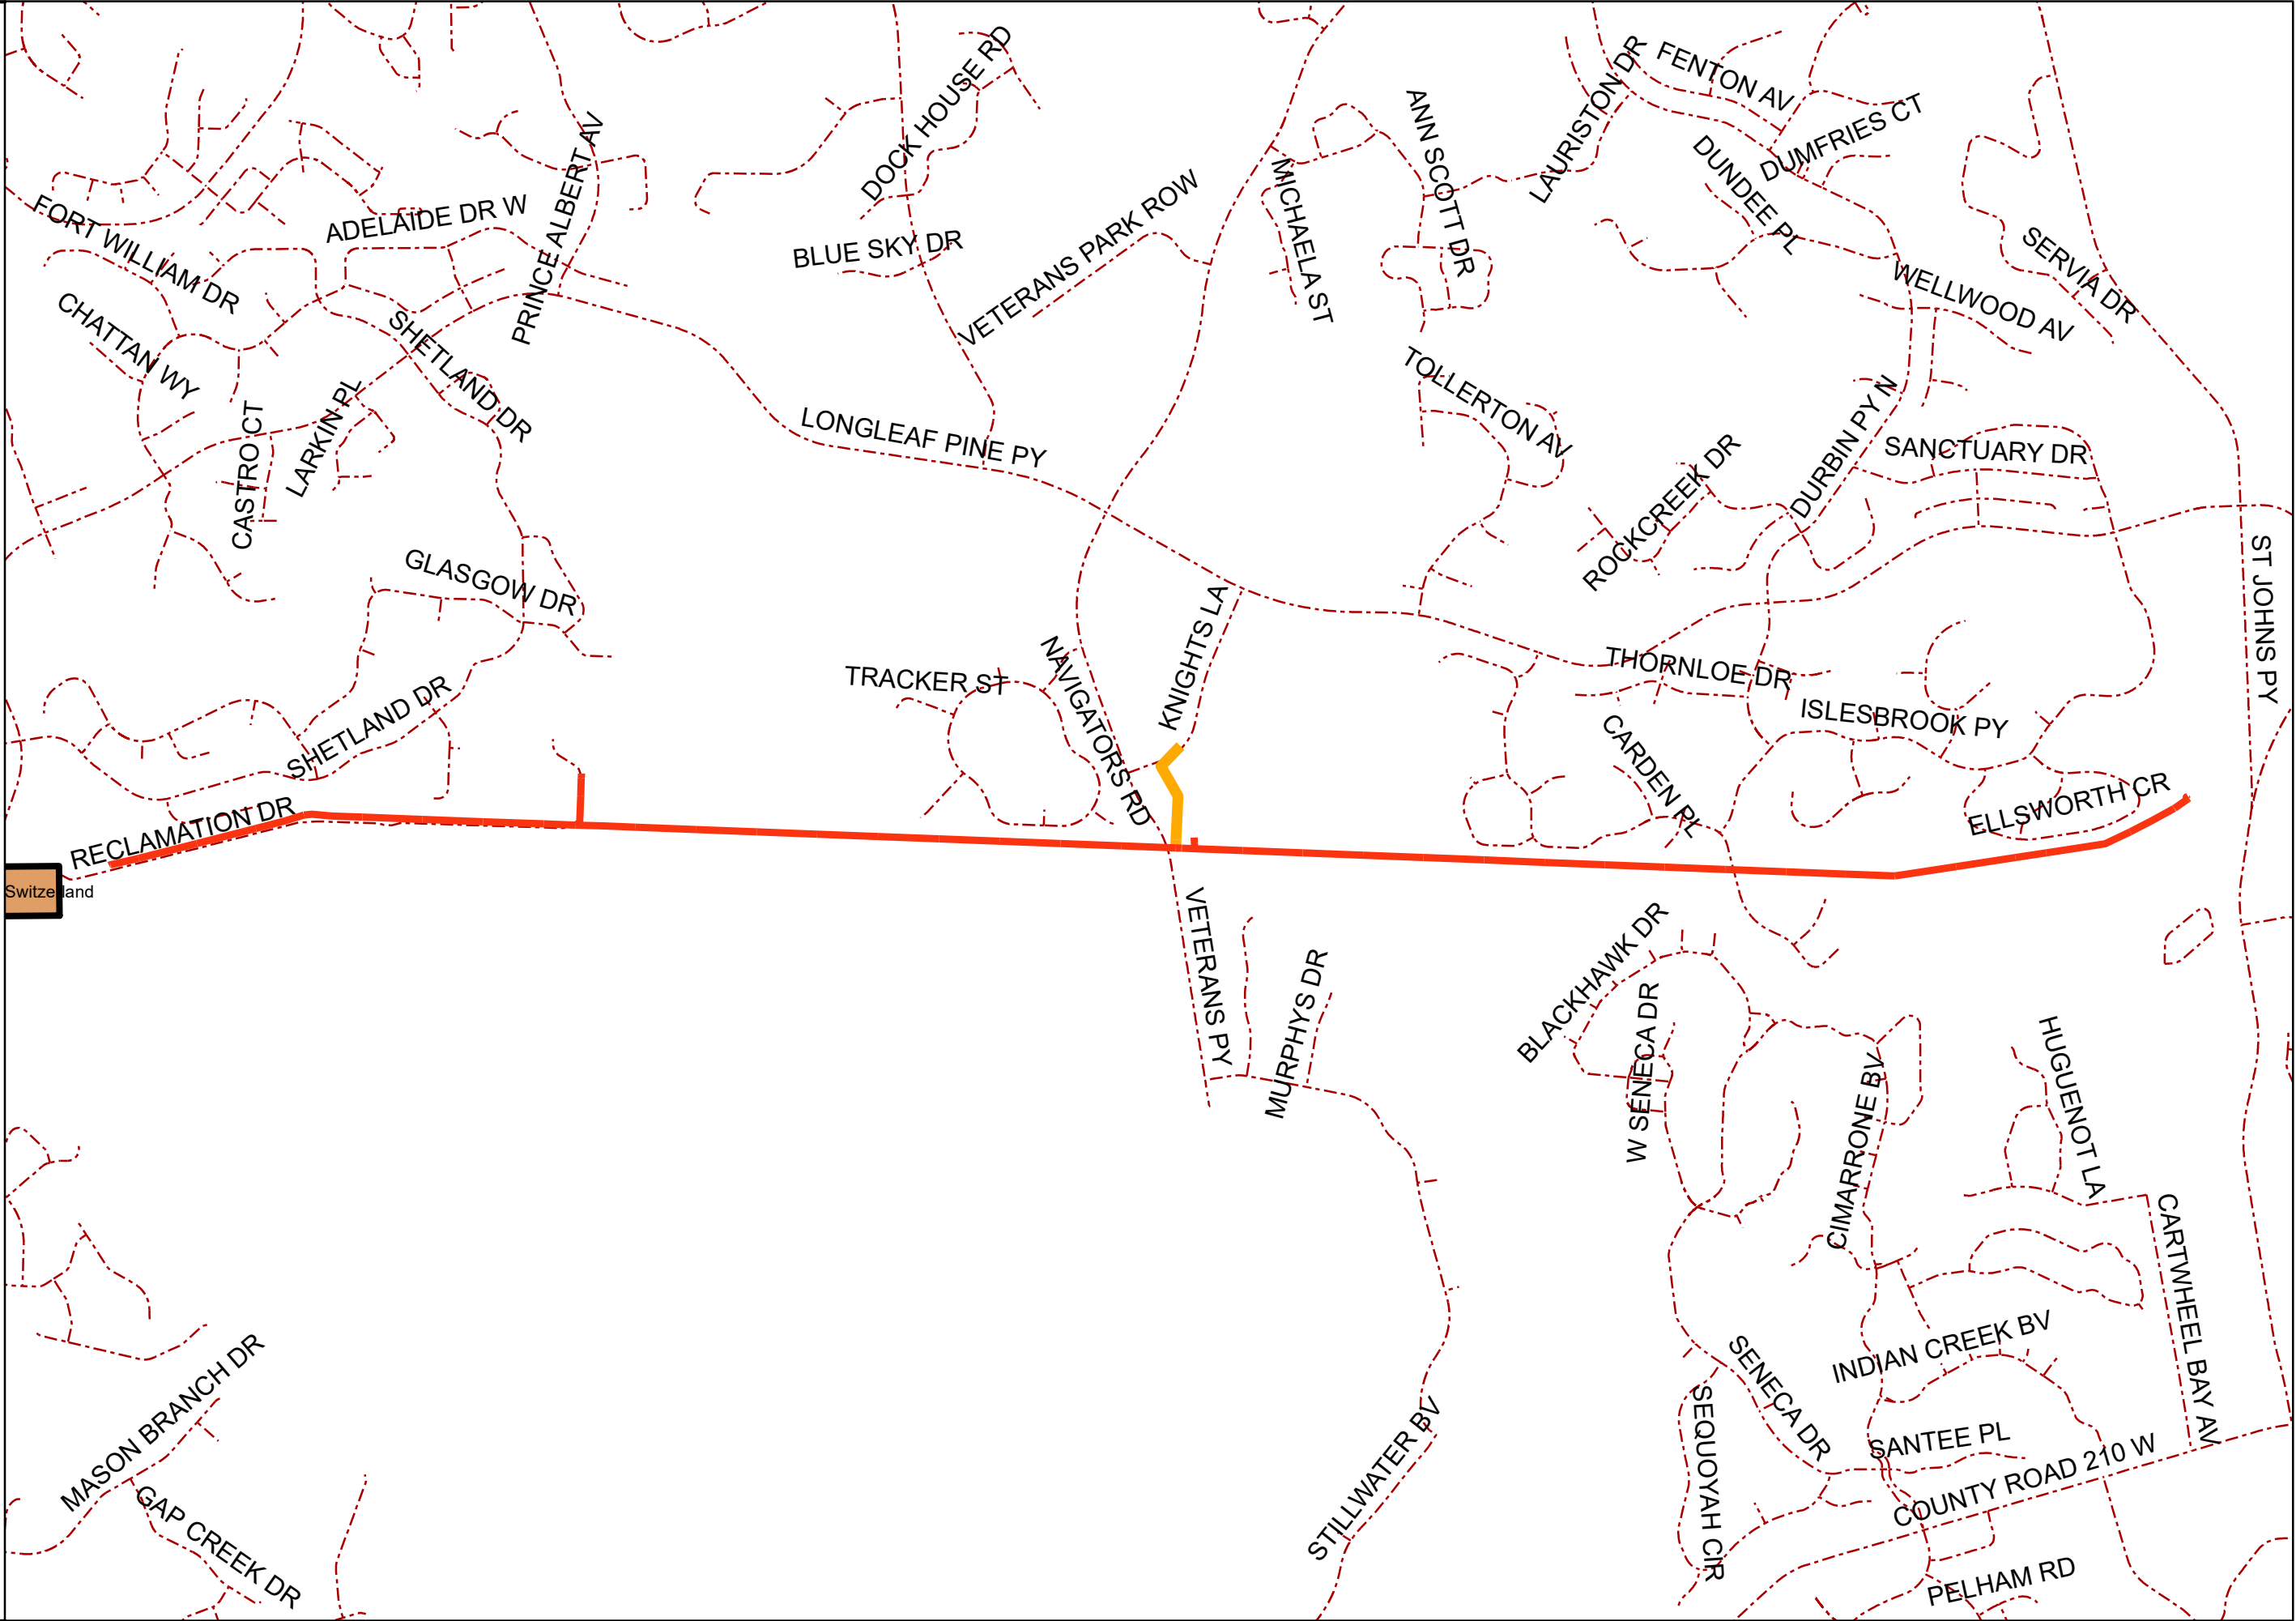 DOCK HOUSE RD
LAURISTON DR
FENTON AV
ANN SCOTT DR
DUMFRIES CT
PRINCE ALBERT AV
DUNDEE PL
MICHAELA ST
VETERANS PARK ROW
FORT WILLIAM DR
ADELAIDE DR W
BLUE SKY DR
SERVIA DR
WELLWOOD AV
CHATTAN WY
SHETLAND DR
TOLLERTON AV
LARKIN PL
CASTRO CT
LONGLEAF PINE PY
DURBIN PY N
SANCTUARY DR
ROCKCREEK DR
ST JOHNS PY
GLASGOW DR
KNIGHTS LA
NAVIGATORS RD
TRACKER ST
THORNLOE DR
SHETLAND DR
ISLESBROOK PY
CARDEN PL
RECLAMATION DR
ELLSWORTH CR
Switzerland
VETERANS PY
BLACKHAWK DR
MURPHYS DR
W SENECA DR
HUGUENOT LA
CIMARRONE BV
CARTWHEEL BAY AV
INDIAN CREEK BV
MASON BRANCH DR
SENECA DR
SEQUOYAH CIR
STILLWATER BV
SANTEE PL
COUNTY ROAD 210 W
GAP CREEK DR
PELHAM RD